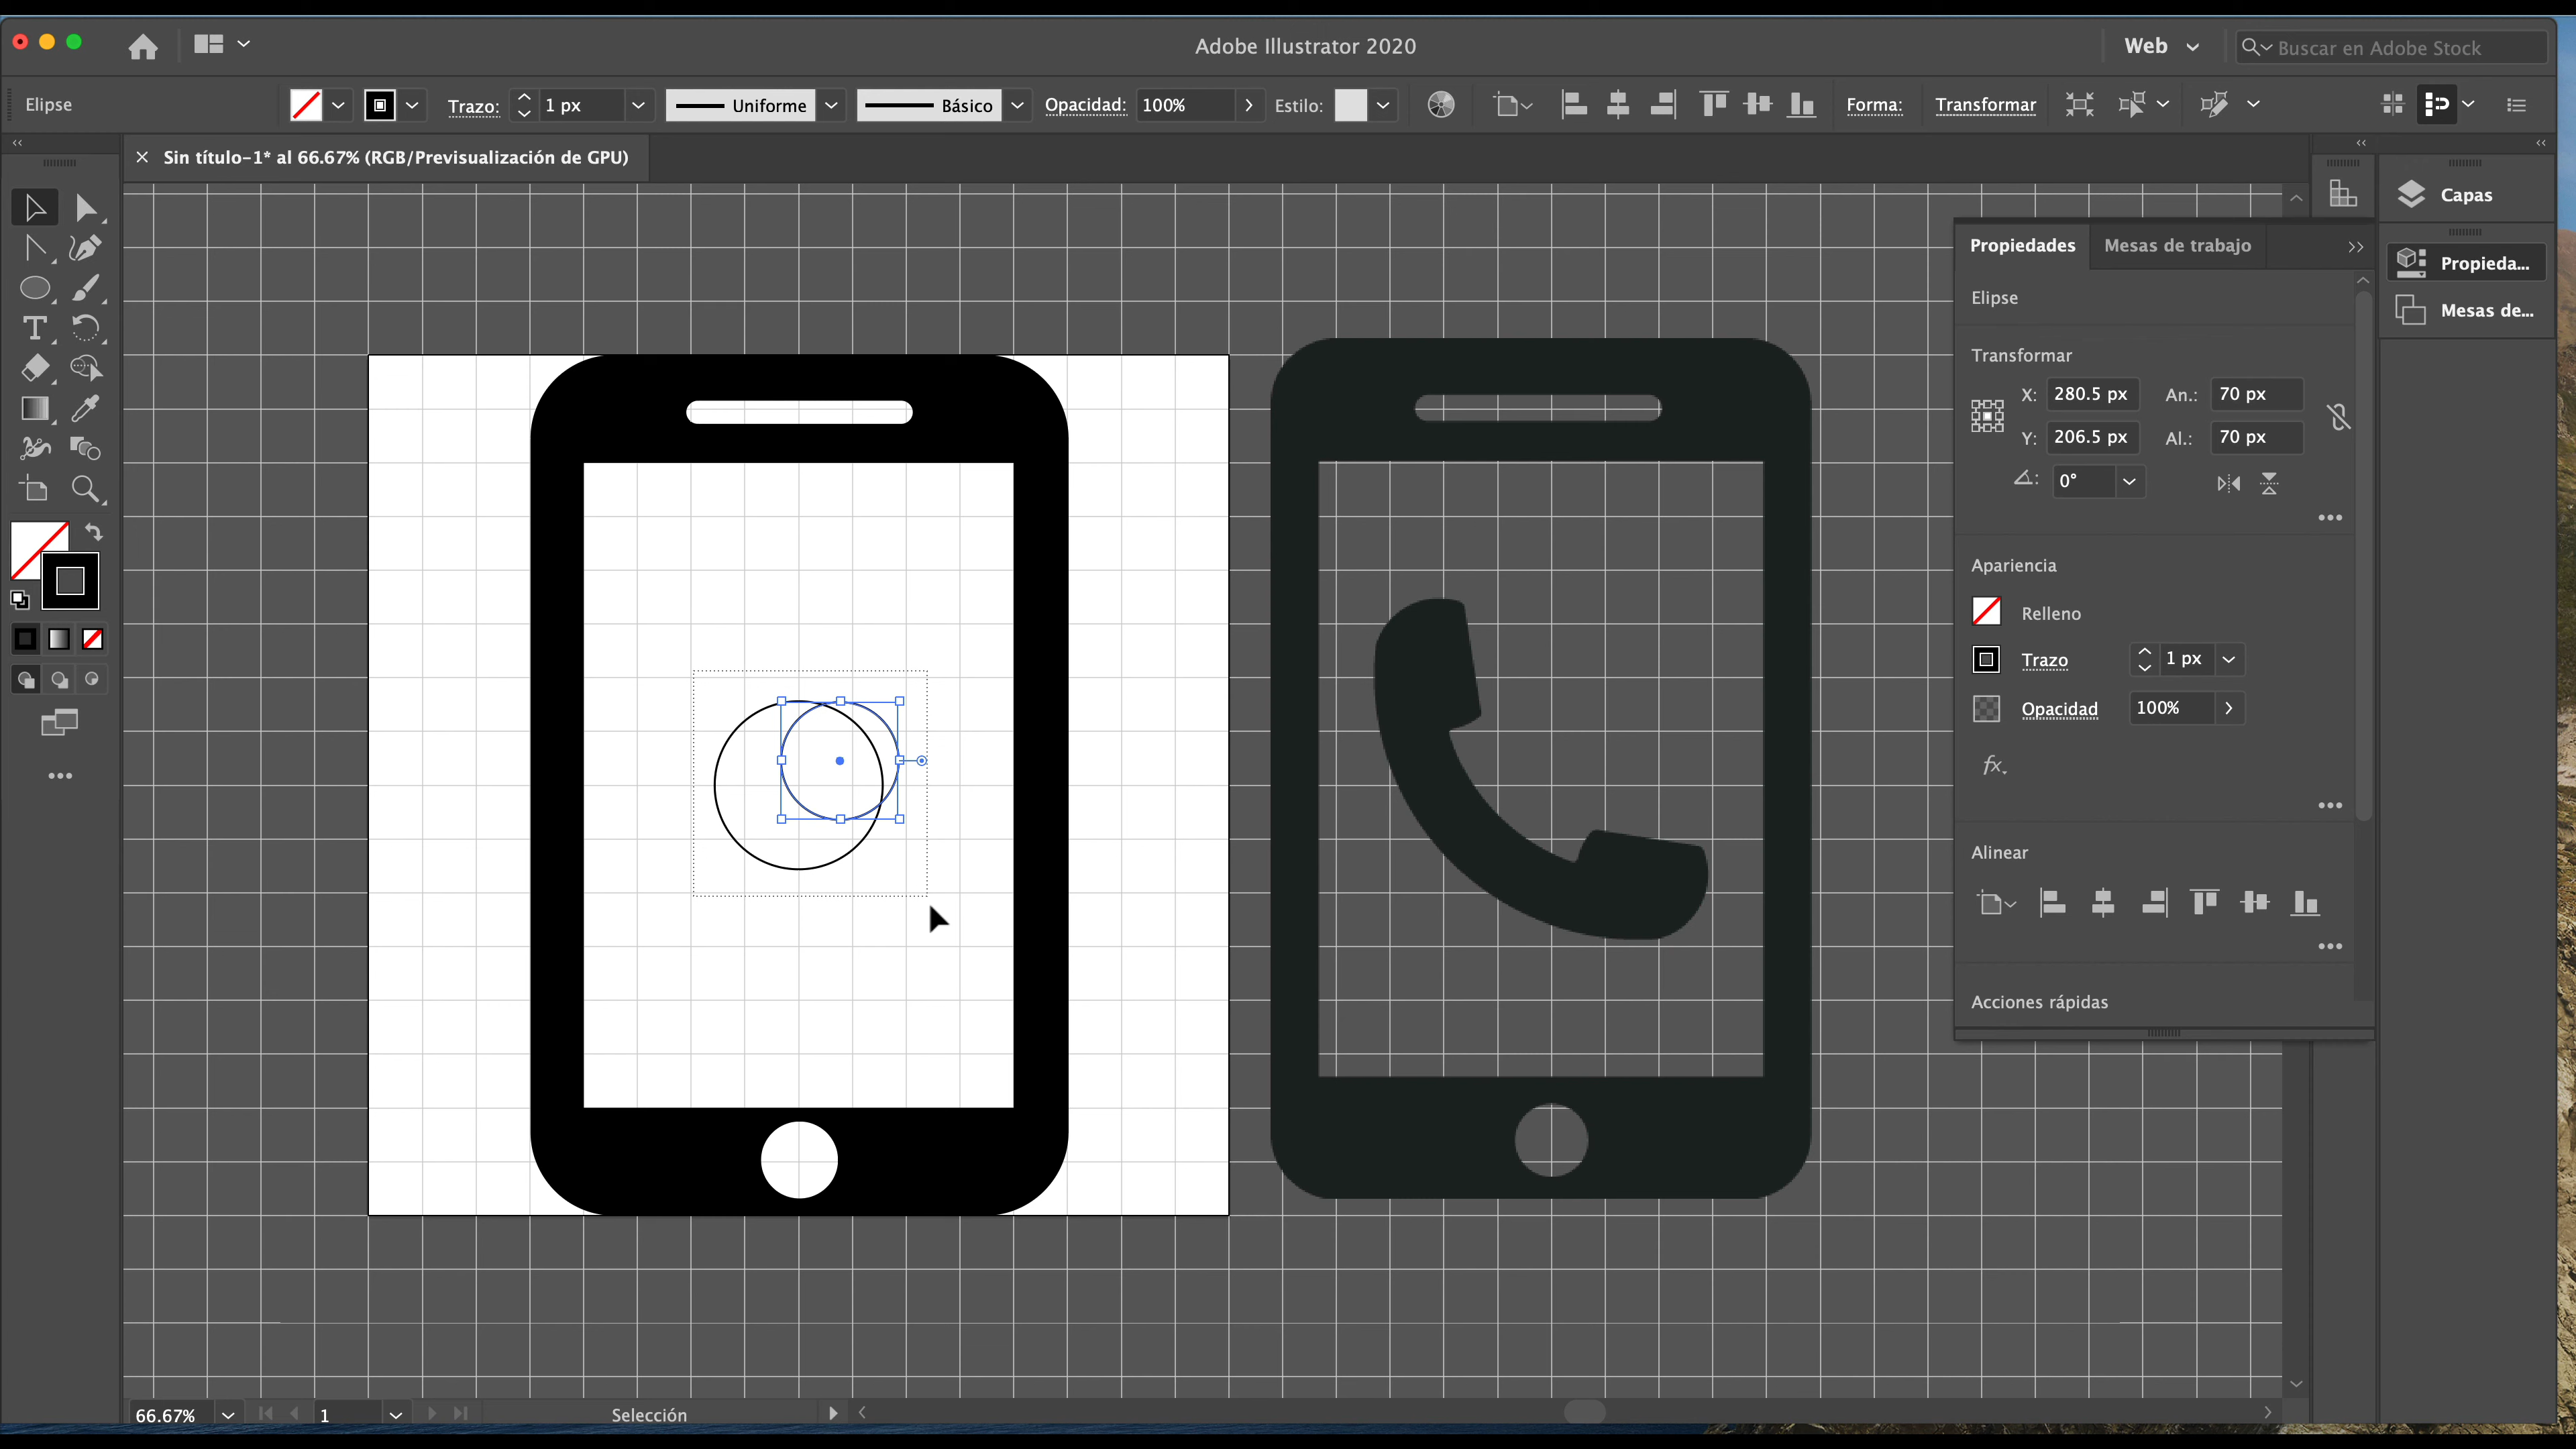 Adobe Illustrator 2020
Web
Buscar en Adobe Stock
Elipse
Trazo:
1 px
Uniforme
Básico
Opacidad:
100%
Estilo:
Forma:
Transformar
Sin título-1* al 66.67% (RGB/Previsualización de GPU)
Capas
Propieda...
Mesas de...
Propiedades
Mesas de trabajo
Elipse
Transformar
X: 280.5 px An.: 70 px
Y: 206.5 px Al.: 70 px
0°
Apariencia
Relleno
Trazo 1 px
Opacidad 100%
fx.
Alinear
Acciones rápidas
66.67%
1
Selección